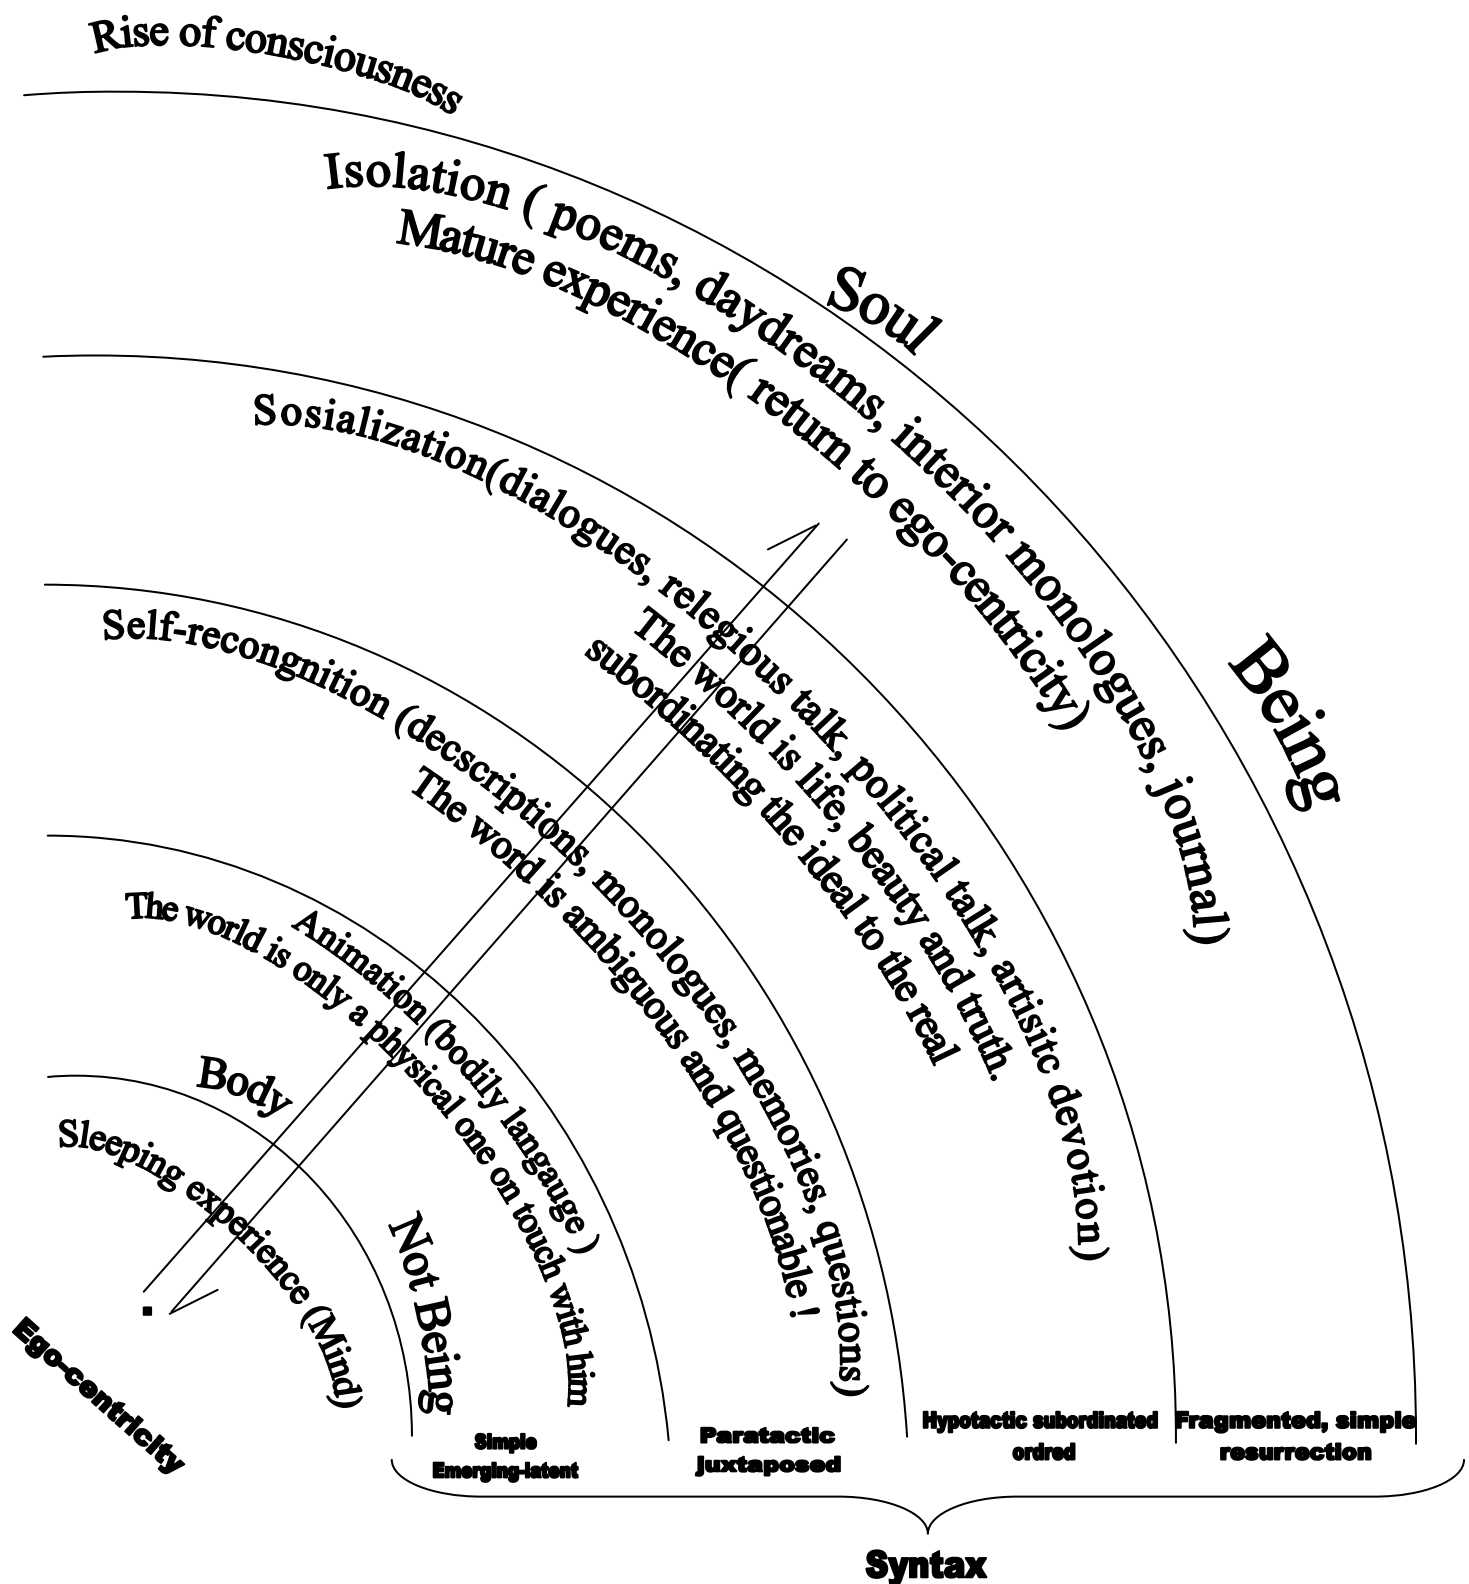 Rise of consciousness
Isolation ( poems, daydreams, interior monologues, journal)
Mature experience( return to ego-centricity)
Soul
Being
Sosialization(dialogues, relegious talk, political talk, artisitc devotion)
The world is life, beauty and truth.
subordinating the ideal to the real
Self-recongnition (decscriptions, monologues, memories, questions)
The word is ambiguous and questionable !
Animation (bodily langauge )
The world is only a physical one on touch with him
Body
Not Being
Sleeping experience (Mind)
Ego-centricity
Simple
Emerging-latent
Paratactic
juxtaposed
Hypotactic subordinated
ordred
Fragmented, simple
resurrection
Syntax